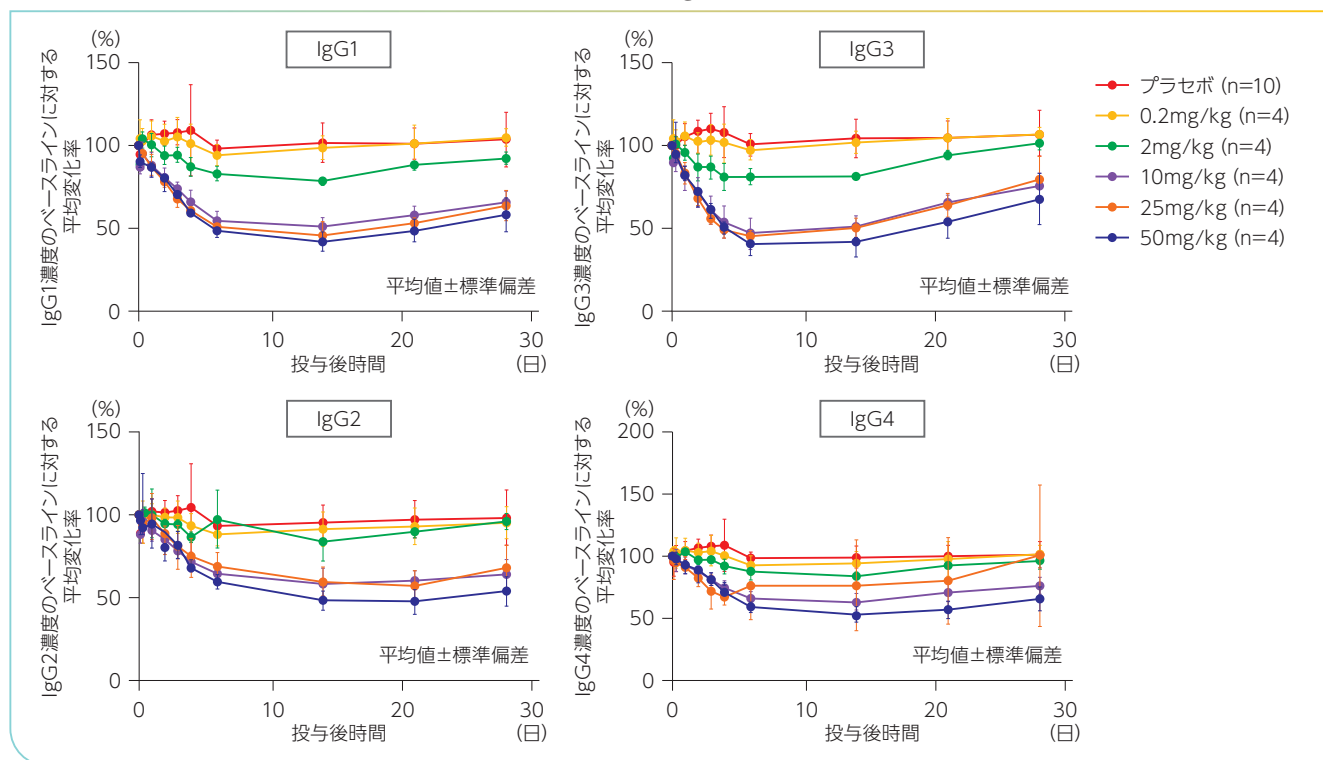 IgG1
(%)
IgG1濃度のベースラインに対する
平均変化率
150
100
50
0
平均値±標準偏差
0
10
20
30
投与後時間
(日)
IgG3
(%)
IgG3濃度のベースラインに対する
平均変化率
150
100
50
0
平均値±標準偏差
0
10
20
30
投与後時間
(日)
プラセボ (n=10)
0.2mg/kg (n=4)
2mg/kg (n=4)
10mg/kg (n=4)
25mg/kg (n=4)
50mg/kg (n=4)
IgG2
(%)
IgG2濃度のベースラインに対する
平均変化率
150
100
50
0
平均値±標準偏差
0
10
20
30
投与後時間
(日)
IgG4
(%)
IgG4濃度のベースラインに対する
平均変化率
200
150
100
50
0
平均値±標準偏差
0
10
20
30
投与後時間
(日)